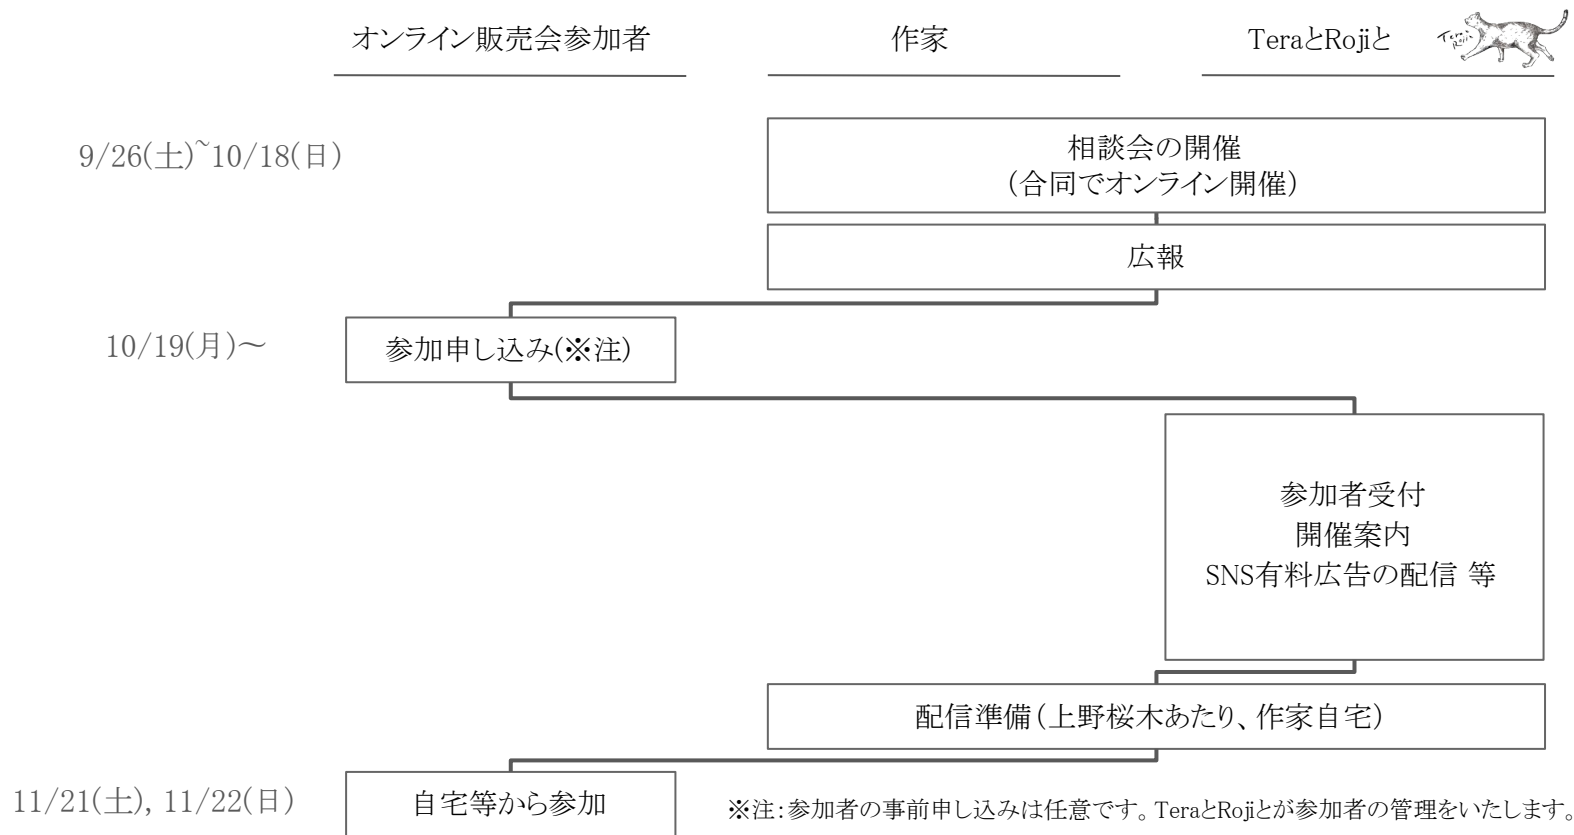 オンライン販売会参加者
作家
TeraとRojiと
Tera
Roji
9/26(土)~10/18(日)
相談会の開催
(合同でオンライン開催)
広報
10/19(月)～
参加申し込み(※注)
参加者受付
開催案内
SNS有料広告の配信 等
配信準備(上野桜木あたり、作家自宅)
11/21(土), 11/22(日)
自宅等から参加
※注:参加者の事前申し込みは任意です。TeraとRojiとが参加者の管理をいたします。